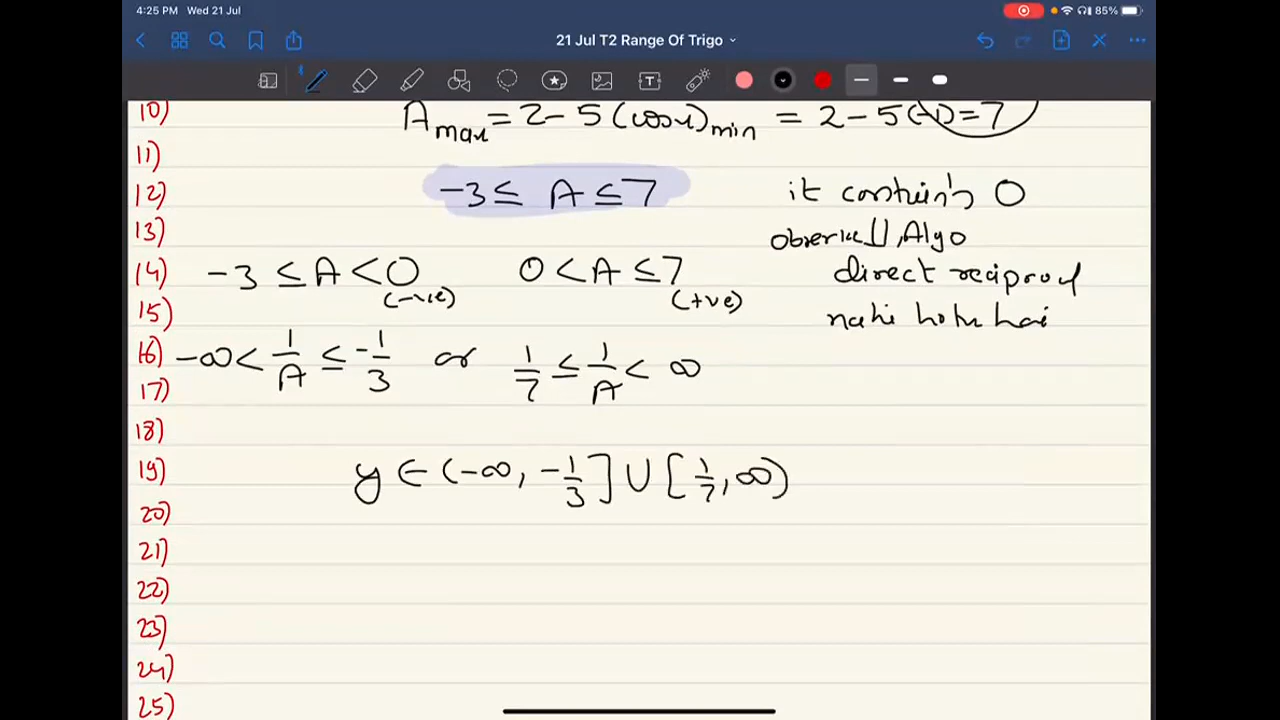 4:25 PM Wed 21 Jul 85%
21 Jul T2 Range Of Trigo
T
10) A max = 2 - 5 (cos x) min = 2 - 5(-1) = 7
11)
12) -3 ≤ A ≤ 7 it contains 0
13) Algo
14) -3 ≤ A < 0 0 < A ≤ 7 direct reciprocal
15) (-ve) (+ve) nahi hota hai
16) -∞ < 1/A ≤ -1/3 or 1/7 ≤ 1/A < ∞
17)
18)
19) y ∈ (-∞, -1/3] ∪ [1/7, ∞)
20)
21)
22)
23)
24)
25)